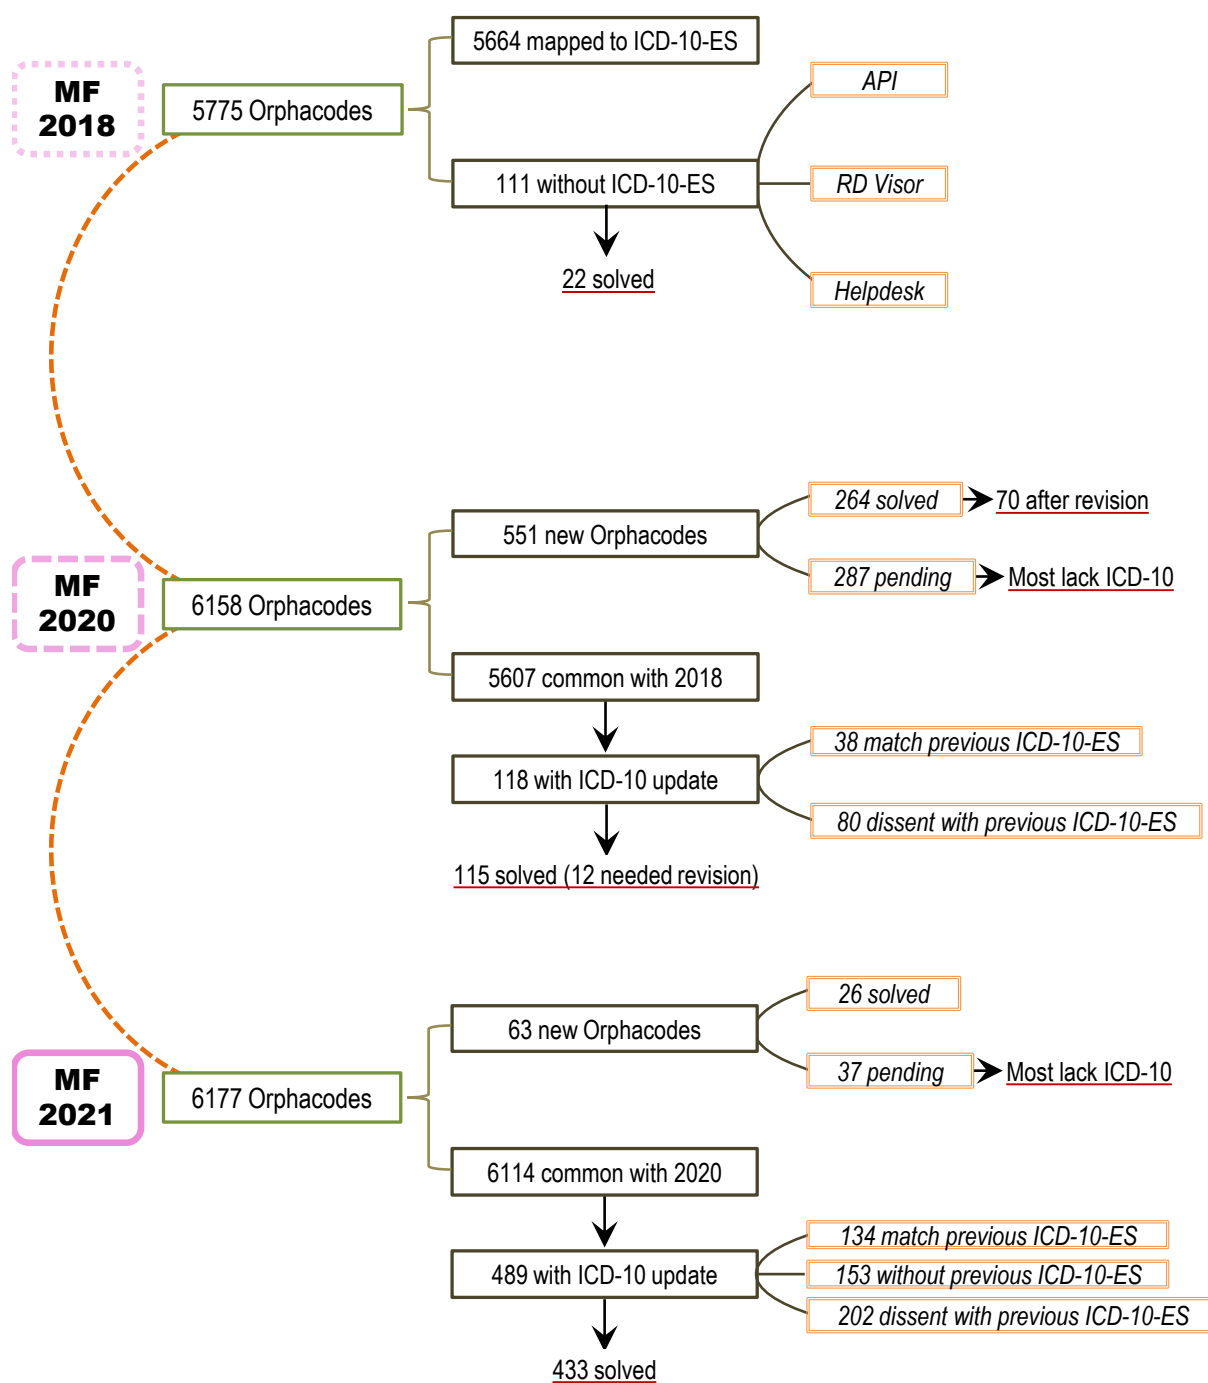 MF
2018
5775 Orphacodes
5664 mapped to ICD-10-ES
111 without ICD-10-ES
22 solved
API
RD Visor
Helpdesk
MF
2020
6158 Orphacodes
551 new Orphacodes
264 solved
70 after revision
287 pending
Most lack ICD-10
5607 common with 2018
118 with ICD-10 update
38 match previous ICD-10-ES
80 dissent with previous ICD-10-ES
115 solved (12 needed revision)
MF
2021
6177 Orphacodes
63 new Orphacodes
26 solved
37 pending
Most lack ICD-10
6114 common with 2020
489 with ICD-10 update
134 match previous ICD-10-ES
153 without previous ICD-10-ES
202 dissent with previous ICD-10-ES
433 solved